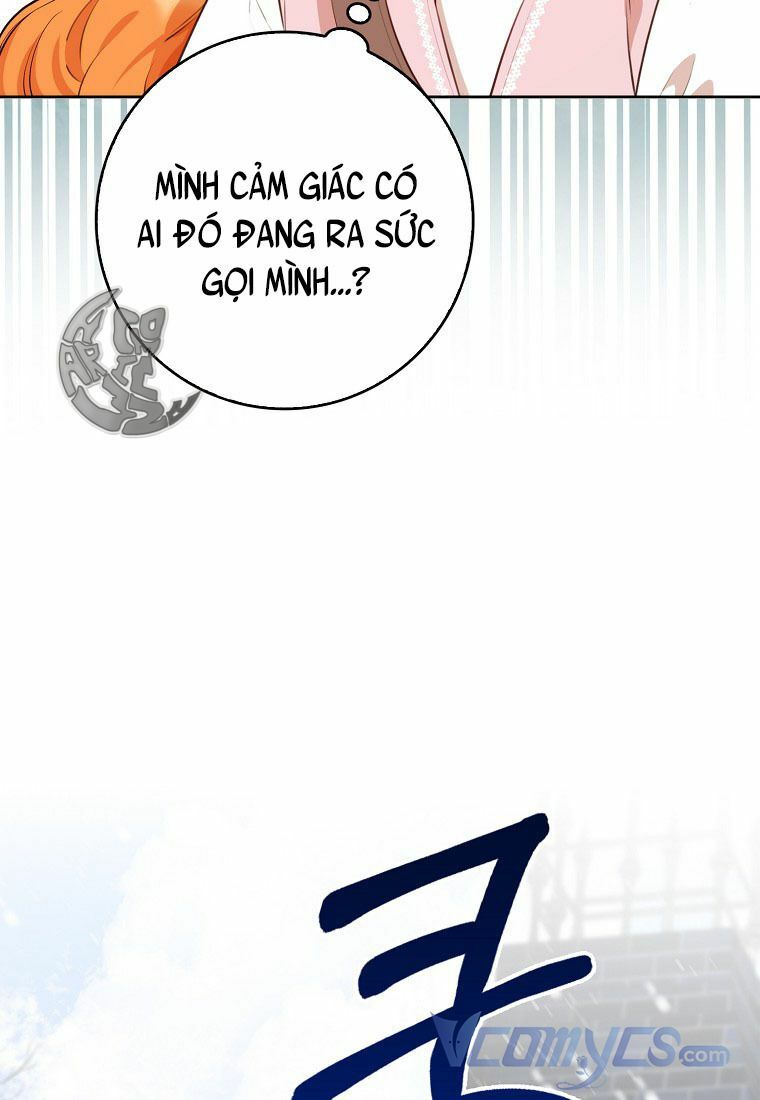 MÌNH CẢM GIÁC CÓ
AI ĐÓ ĐANG RA SỨC
GỌI MÌNH...?
VCOMYCS.com